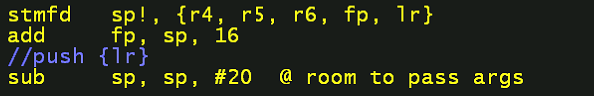 stmfd sp!, {r4, r5, r6, fp, lr}
add fp, sp, 16
//push {lr}
sub sp, sp, #20 @ room to pass args